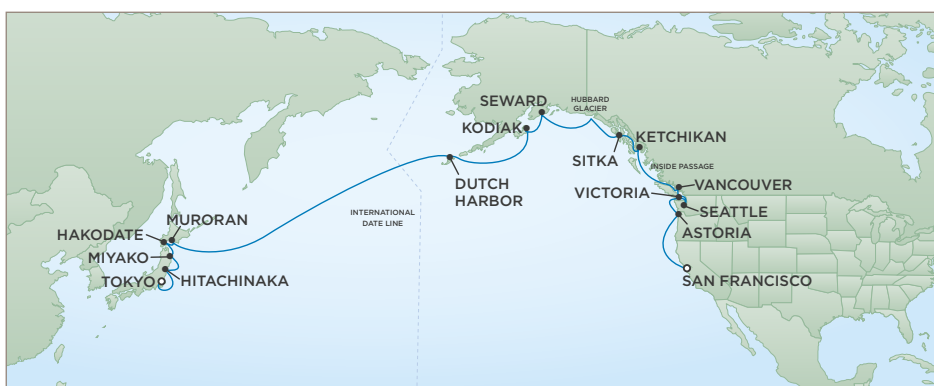 SEWARD
HUBBARD
GLACIER
KODIAK
KETCHIKAN
SITKA
INSIDE PASSAGE
DUTCH
HARBOR
VICTORIA
VANCOUVER
SEATTLE
ASTORIA
INTERNATIONAL
DATE LINE
MURORAN
HAKODATE
MIYAKO
TOKYO
HITACHINAKA
SAN FRANCISCO